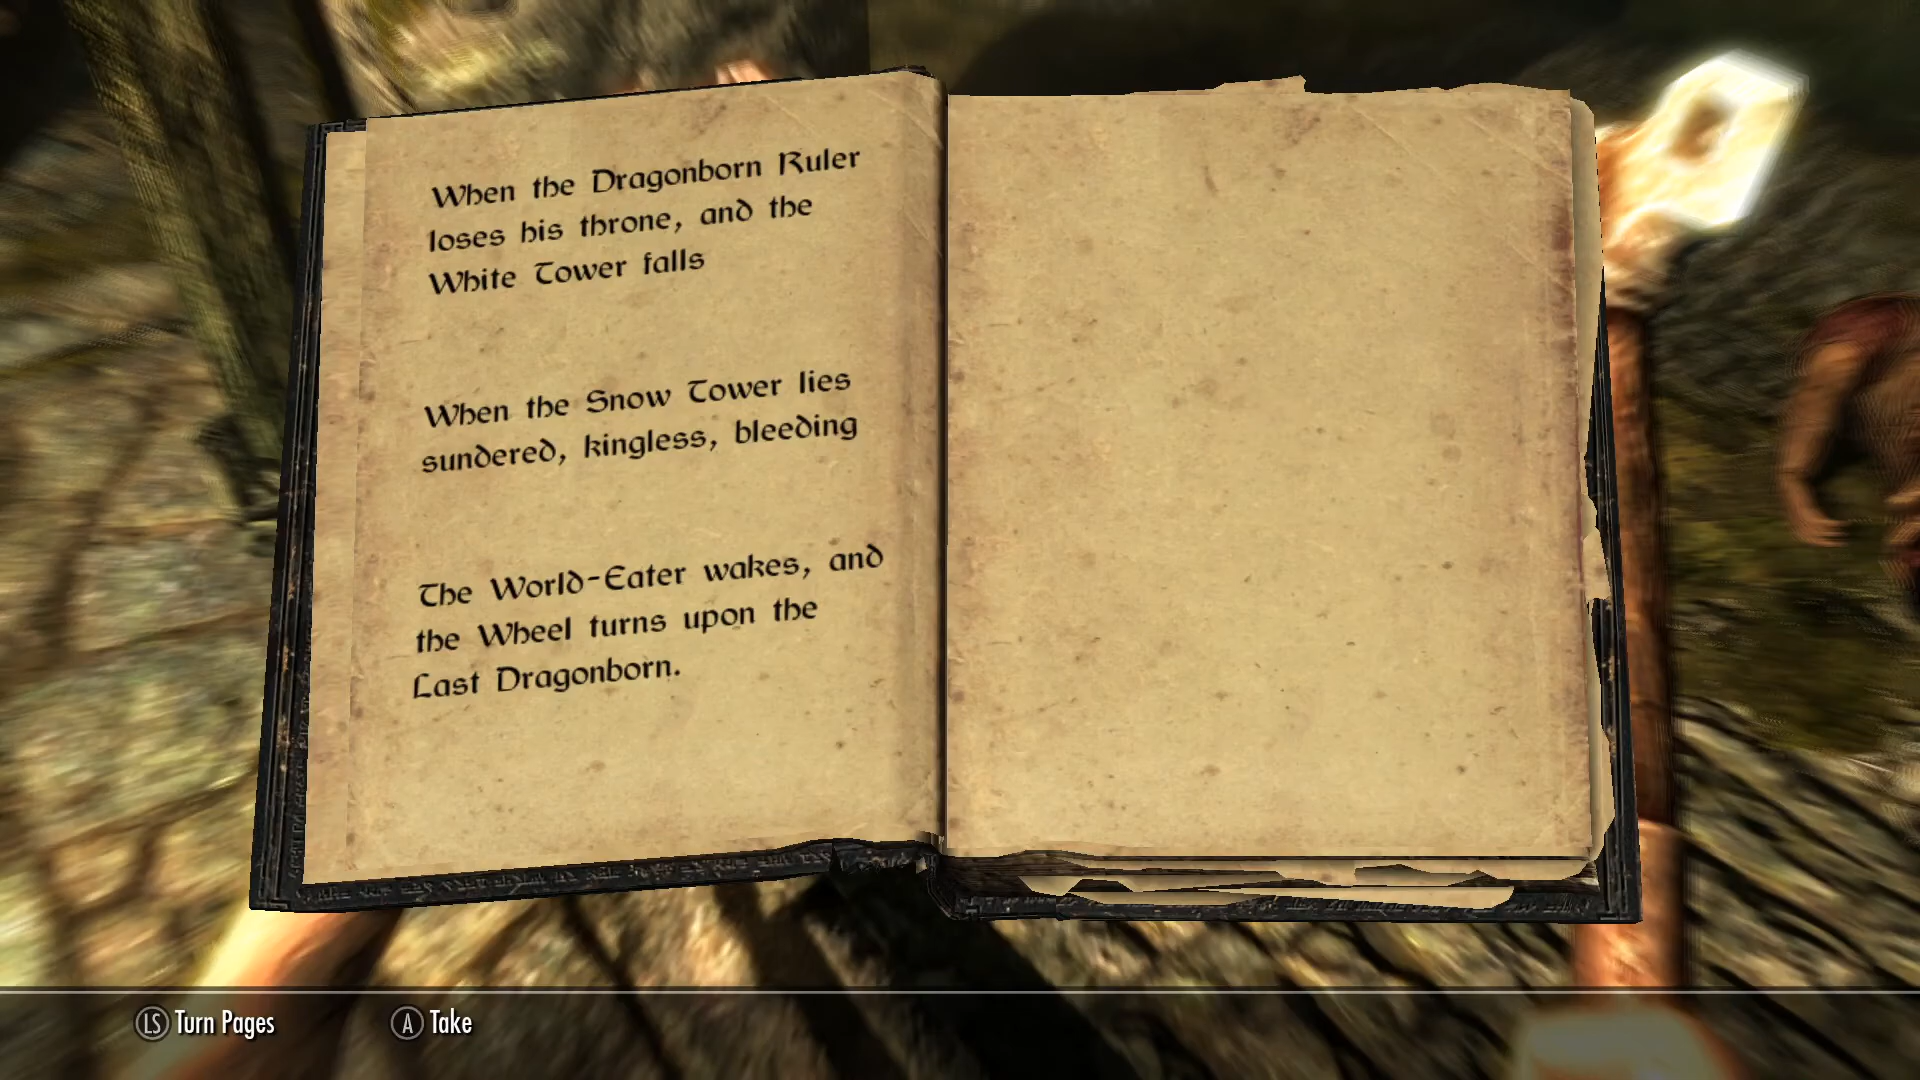 When the Dragonborn Ruler
loses his throne, and the
White Tower falls
When the Snow Tower lies
sundered, kingless, bleeding
The World-Eater wakes, and
the Wheel turns upon the
Last Dragonborn.
LS Turn Pages
A Take